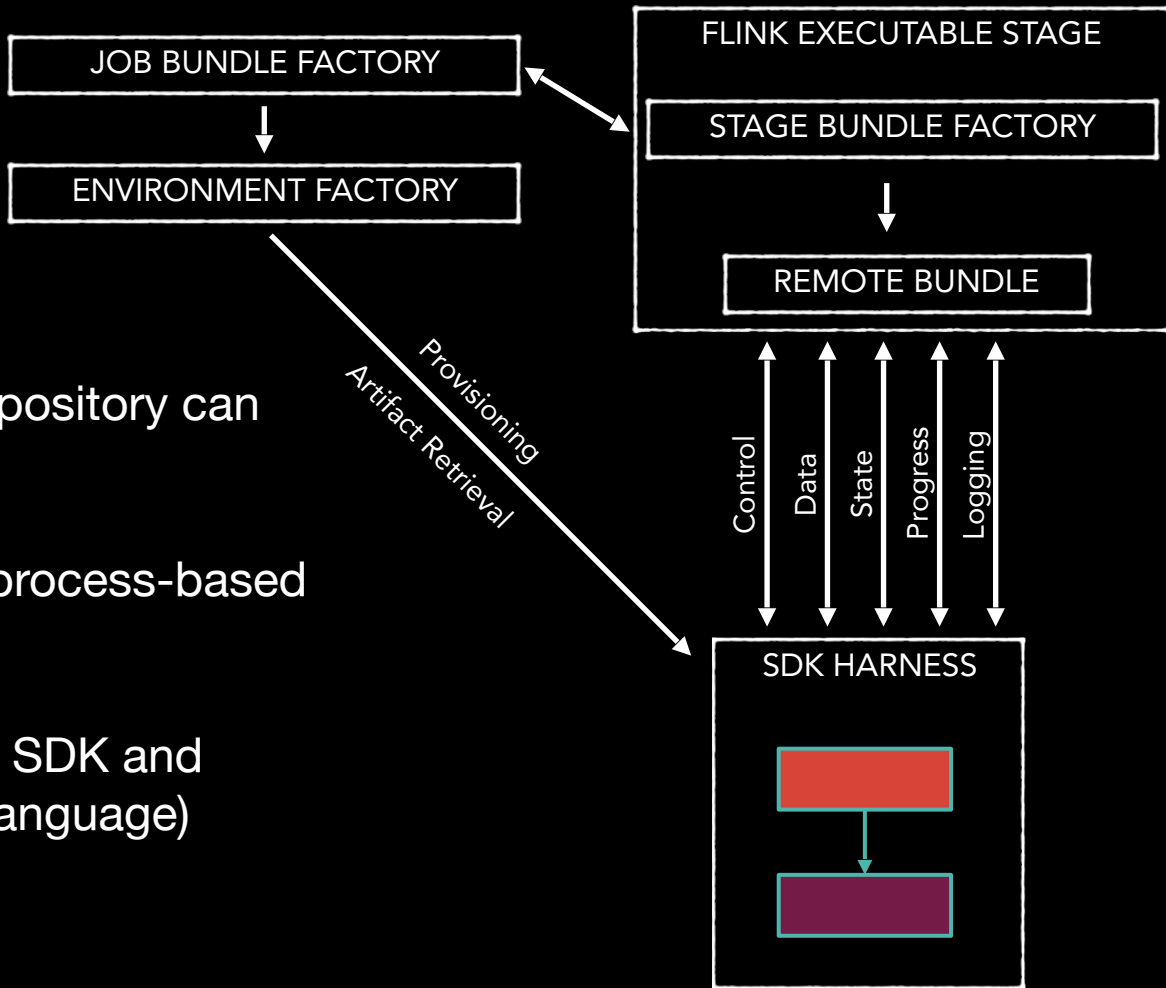 JOB BUNDLE FACTORY
ENVIRONMENT FACTORY
FLINK EXECUTABLE STAGE
STAGE BUNDLE FACTORY
REMOTE BUNDLE
Provisioning
Artifact Retrieval
Control
Data
State
Progress
Logging
pository can
process-based
SDK and
anguage)
SDK HARNESS